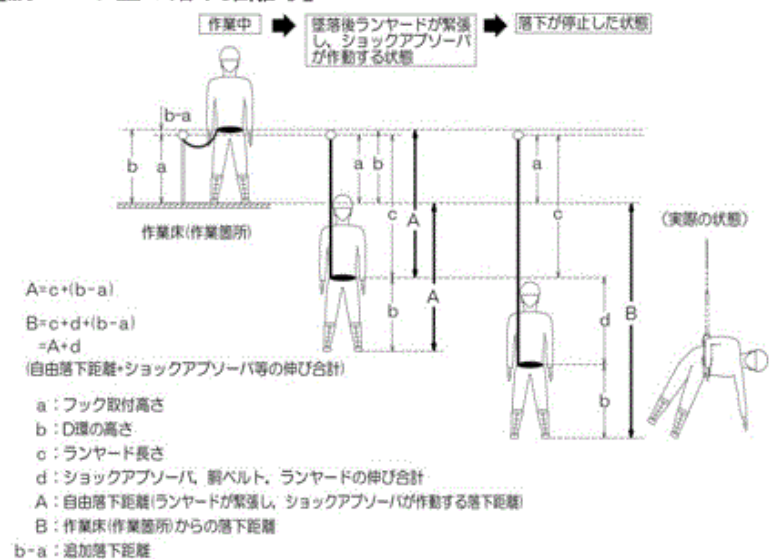 作業中
墜落後ランヤードが緊張
し、ショックアブソーバ
が作動する状態
落下が停止した状態
b-a
b
a
a
b
c
A
a
c
作業床(作業箇所)
(実際の状態)
A
b
B
d
b
A=c+(b-a)
B=c+d+(b-a)
=A+d
(自由落下距離+ショックアブソーバ等の伸び合計)
a:フック取付高さ
b:D環の高さ
c:ランヤード長さ
d:ショックアブソーバ, 胴ベルト, ランヤードの伸び合計
A:自由落下距離(ランヤードが緊張し, ショックアブソーバが作動する落下距離)
B:作業床(作業箇所)からの落下距離
b-a:追加落下距離